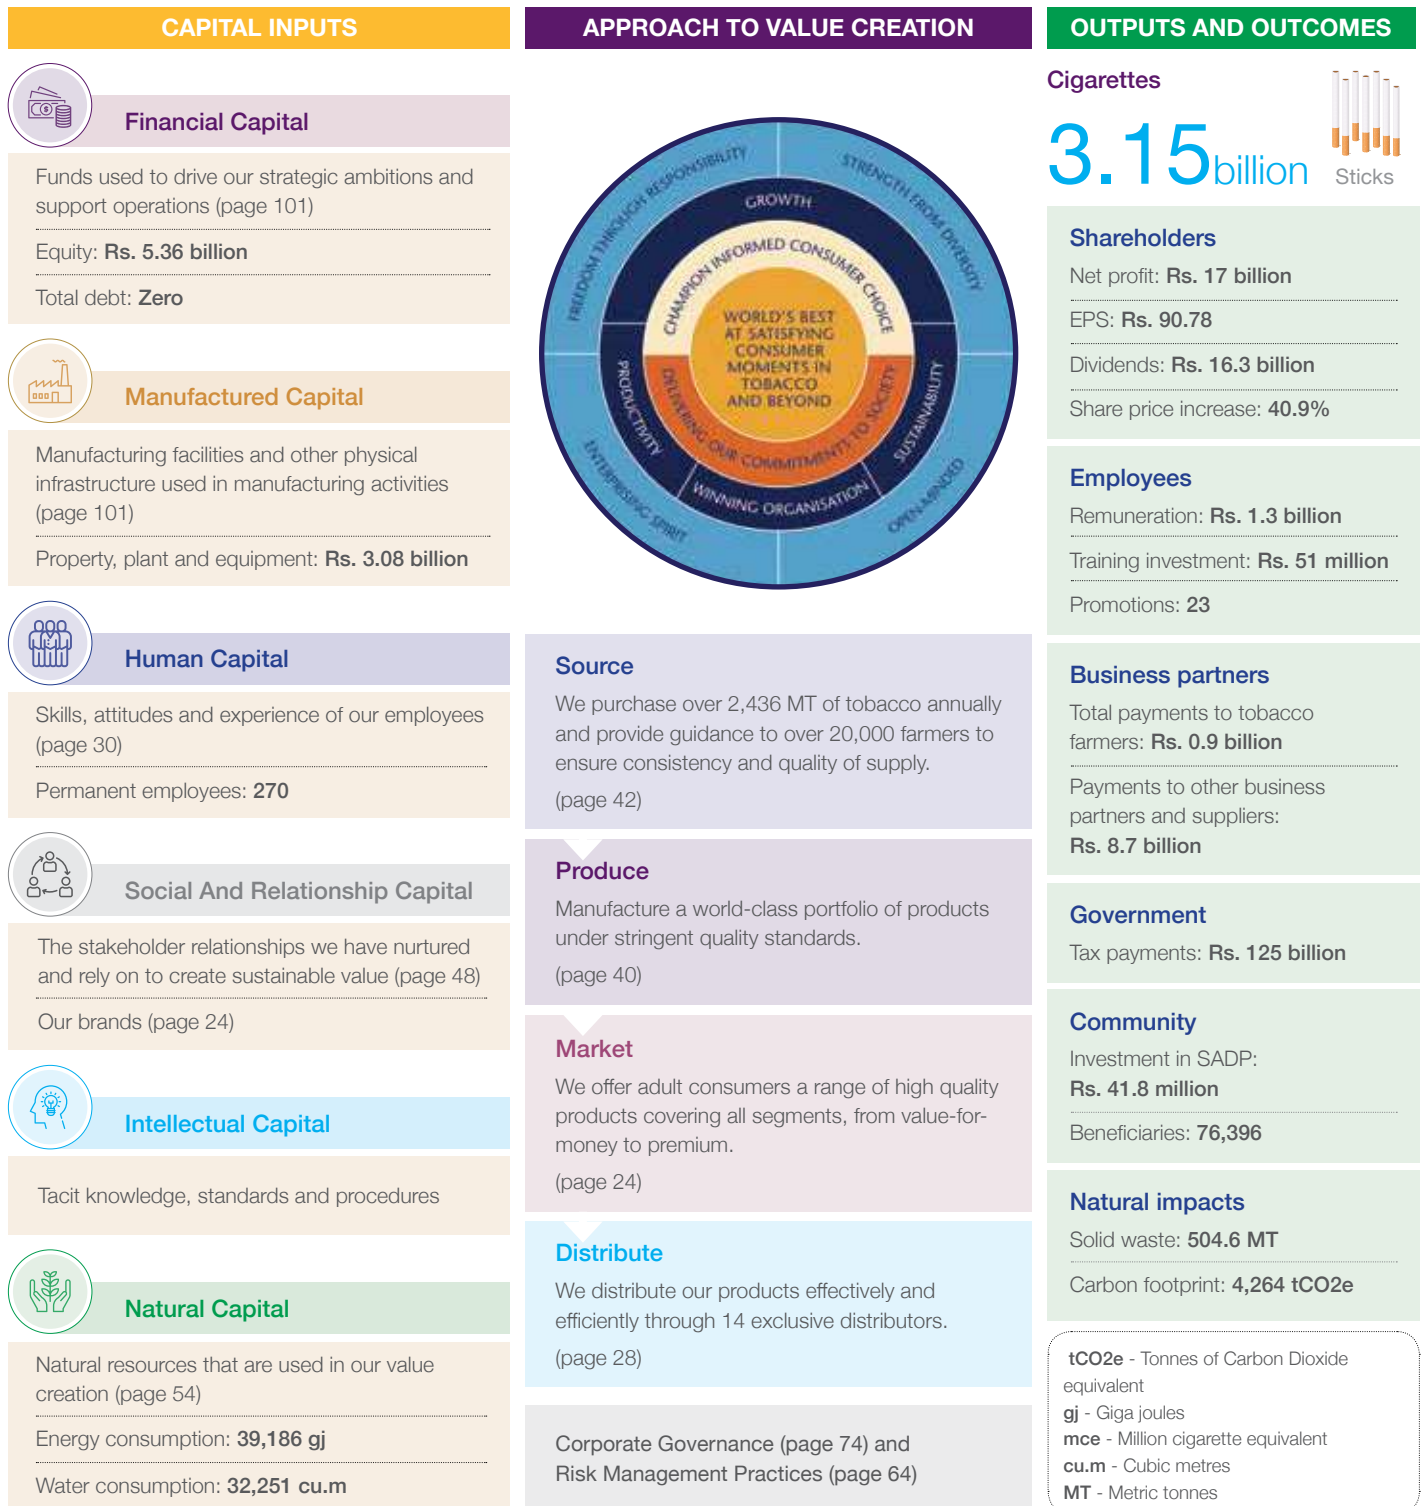 CAPITAL INPUTS
Financial Capital
Funds used to drive our strategic ambitions and
support operations (page 101)
Equity: Rs. 5.36 billion
Total debt: Zero
Manufactured Capital
Manufacturing facilities and other physical
infrastructure used in manufacturing activities
(page 101)
Property, plant and equipment: Rs. 3.08 billion
Human Capital
Skills, attitudes and experience of our employees
(page 30)
Permanent employees: 270
Social And Relationship Capital
The stakeholder relationships we have nurtured
and rely on to create sustainable value (page 48)
Our brands (page 24)
Intellectual Capital
Tacit knowledge, standards and procedures
Natural Capital
Natural resources that are used in our value
creation (page 54)
Energy consumption: 39,186 gj
Water consumption: 32,251 cu.m
APPROACH TO VALUE CREATION
FREEDOM THROUGH RESPONSIBILITY
STRENGTH FROM DIVERSITY
OPEN-MINDED
ENTERPRISING SPIRIT
GROWTH
SUSTAINABILITY
WINNING ORGANISATION
PRODUCTIVITY
CHAMPION INFORMED CONSUMER CHOICE
DELIVERING OUR COMMITMENTS TO SOCIETY
WORLD'S BEST
AT SATISFYING
CONSUMER
MOMENTS IN
TOBACCO
AND BEYOND
Source
We purchase over 2,436 MT of tobacco annually
and provide guidance to over 20,000 farmers to
ensure consistency and quality of supply.
(page 42)
Produce
Manufacture a world-class portfolio of products
under stringent quality standards.
(page 40)
Market
We offer adult consumers a range of high quality
products covering all segments, from value-for-
money to premium.
(page 24)
Distribute
We distribute our products effectively and
efficiently through 14 exclusive distributors.
(page 28)
Corporate Governance (page 74) and
Risk Management Practices (page 64)
OUTPUTS AND OUTCOMES
Cigarettes
3.15 billion
Sticks
Shareholders
Net profit: Rs. 17 billion
EPS: Rs. 90.78
Dividends: Rs. 16.3 billion
Share price increase: 40.9%
Employees
Remuneration: Rs. 1.3 billion
Training investment: Rs. 51 million
Promotions: 23
Business partners
Total payments to tobacco
farmers: Rs. 0.9 billion
Payments to other business
partners and suppliers:
Rs. 8.7 billion
Government
Tax payments: Rs. 125 billion
Community
Investment in SADP:
Rs. 41.8 million
Beneficiaries: 76,396
Natural impacts
Solid waste: 504.6 MT
Carbon footprint: 4,264 tCO2e
tCO2e - Tonnes of Carbon Dioxide
equivalent
gj - Giga joules
mce - Million cigarette equivalent
cu.m - Cubic metres
MT - Metric tonnes